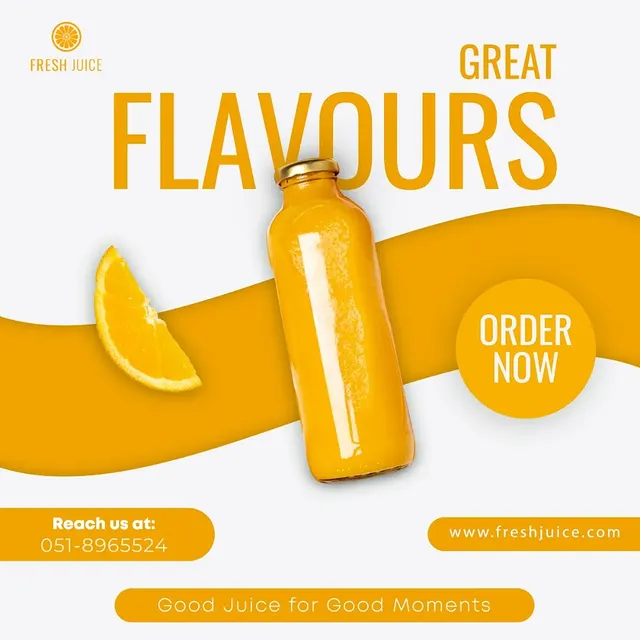 FRESH JUICE
GREAT
FLAVOURS
ORDER
NOW
Reach us at:
051-8965524
www.freshjuice.com
Good Juice for Good Moments